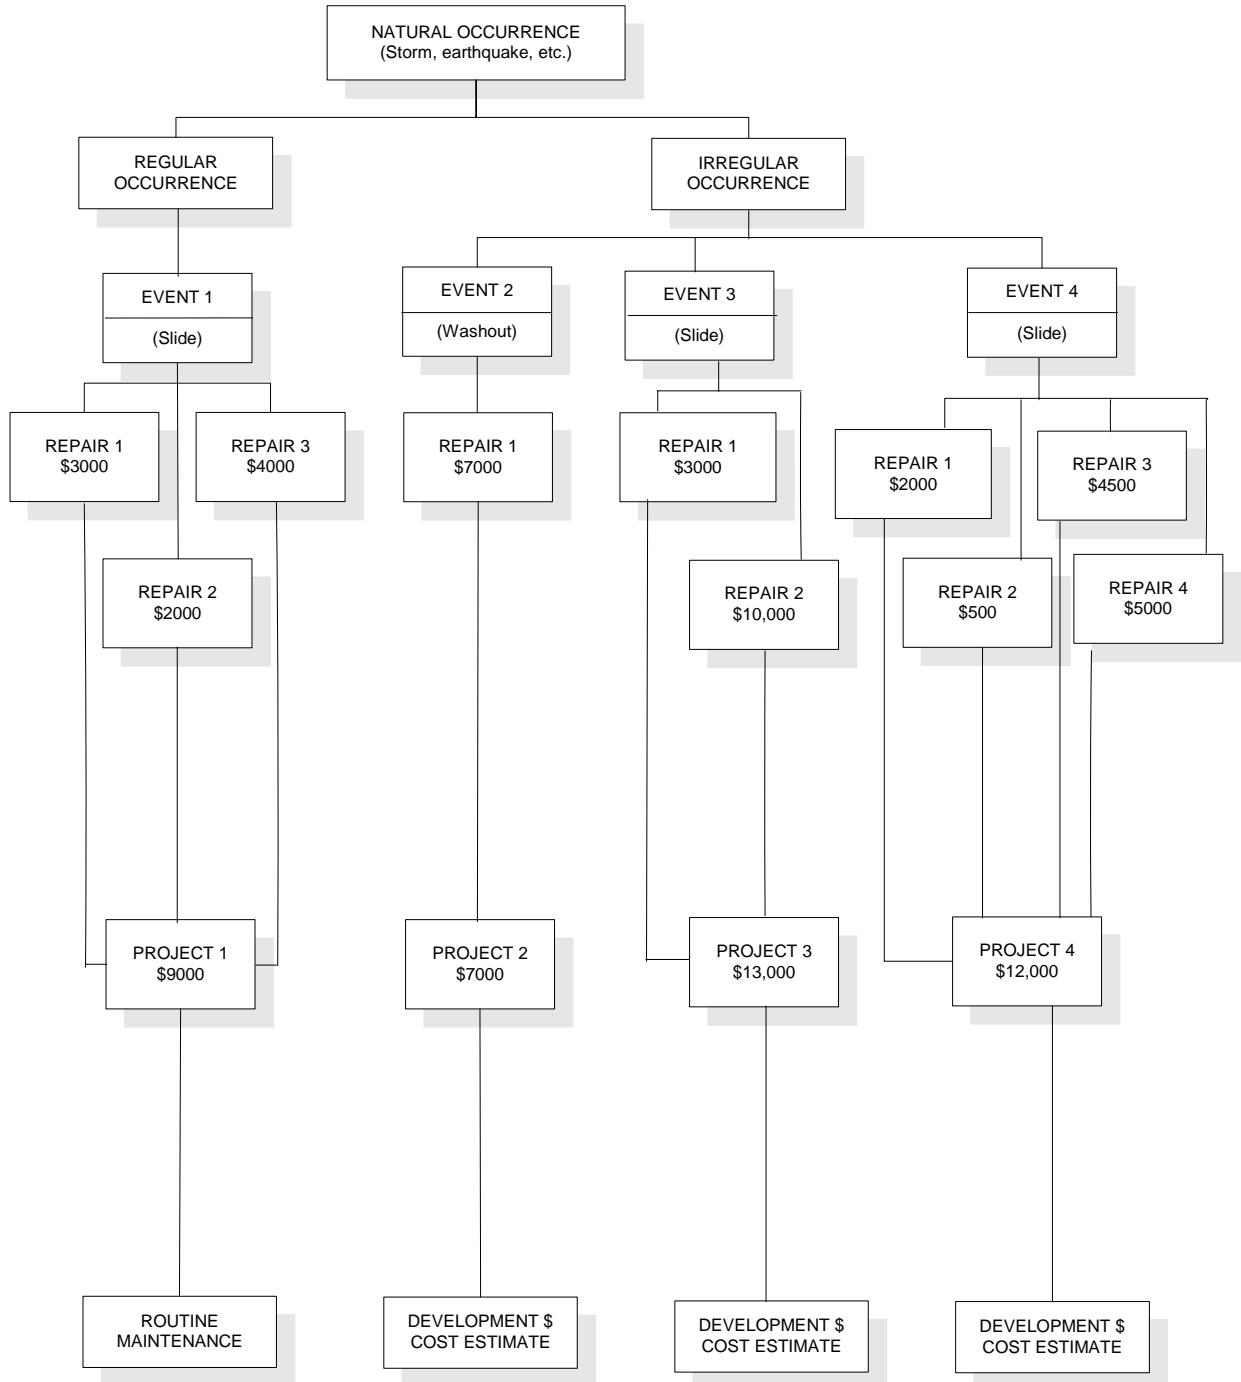 NATURAL OCCURRENCE
(Storm, earthquake, etc.)
REGULAR
OCCURRENCE
IRREGULAR
OCCURRENCE
EVENT 1
(Slide)
EVENT 2
(Washout)
EVENT 3
(Slide)
EVENT 4
(Slide)
REPAIR 1
$3000
REPAIR 3
$4000
REPAIR 1
$7000
REPAIR 1
$3000
REPAIR 1
$2000
REPAIR 3
$4500
REPAIR 2
$2000
REPAIR 2
$10,000
REPAIR 2
$500
REPAIR 4
$5000
PROJECT 1
$9000
PROJECT 2
$7000
PROJECT 3
$13,000
PROJECT 4
$12,000
ROUTINE
MAINTENANCE
DEVELOPMENT $
COST ESTIMATE
DEVELOPMENT $
COST ESTIMATE
DEVELOPMENT $
COST ESTIMATE